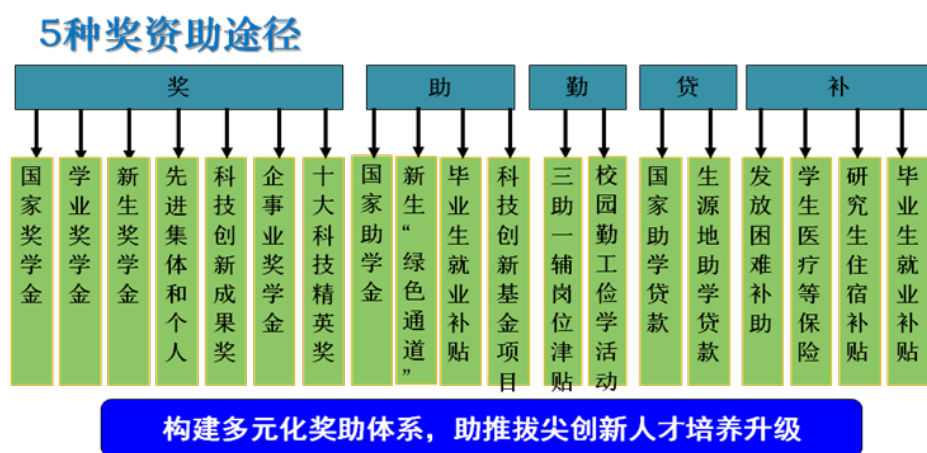 5种奖资助途径
奖
助
勤
贷
补
国家奖学金
学业奖学金
新生奖学金
先进集体和个人
科技创新成果奖
企事业奖学金
十大科技精英奖
国家助学金
新生“绿色通道”
毕业生就业补贴
科技创新基金项目
三助一辅岗位津贴
校园勤工俭学活动
国家助学贷款
生源地助学贷款
发放困难补助
学生医疗等保险
研究生住宿补贴
毕业生就业补贴
构建多元化奖助体系，助推拔尖创新人才培养升级